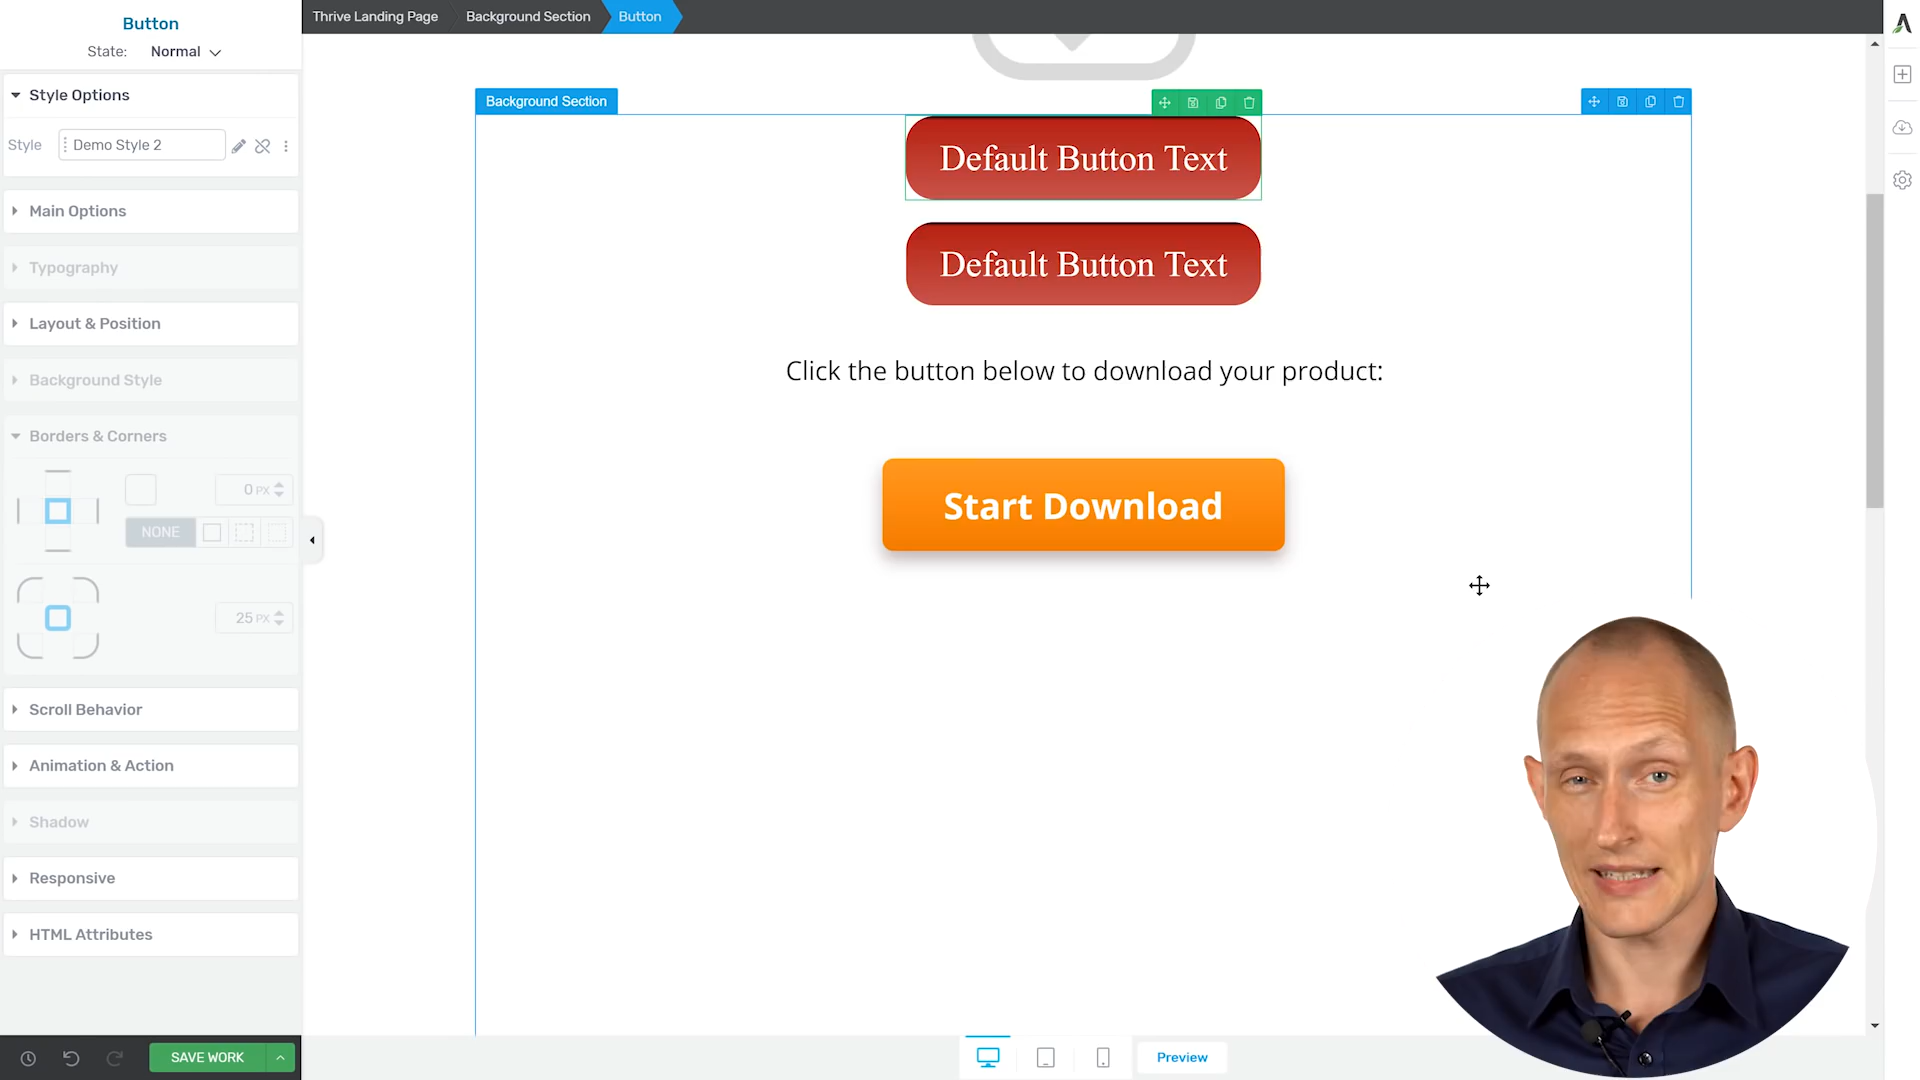 Button
State: Normal
Thrive Landing Page Background Section Button
Style Options
Style Demo Style 2
Main Options
Typography
Layout & Position
Background Style
Borders & Corners
0 PX
NONE
25 PX
Scroll Behavior
Animation & Action
Shadow
Responsive
HTML Attributes
SAVE WORK
Background Section
Default Button Text
Default Button Text
Click the button below to download your product:
Start Download
Preview